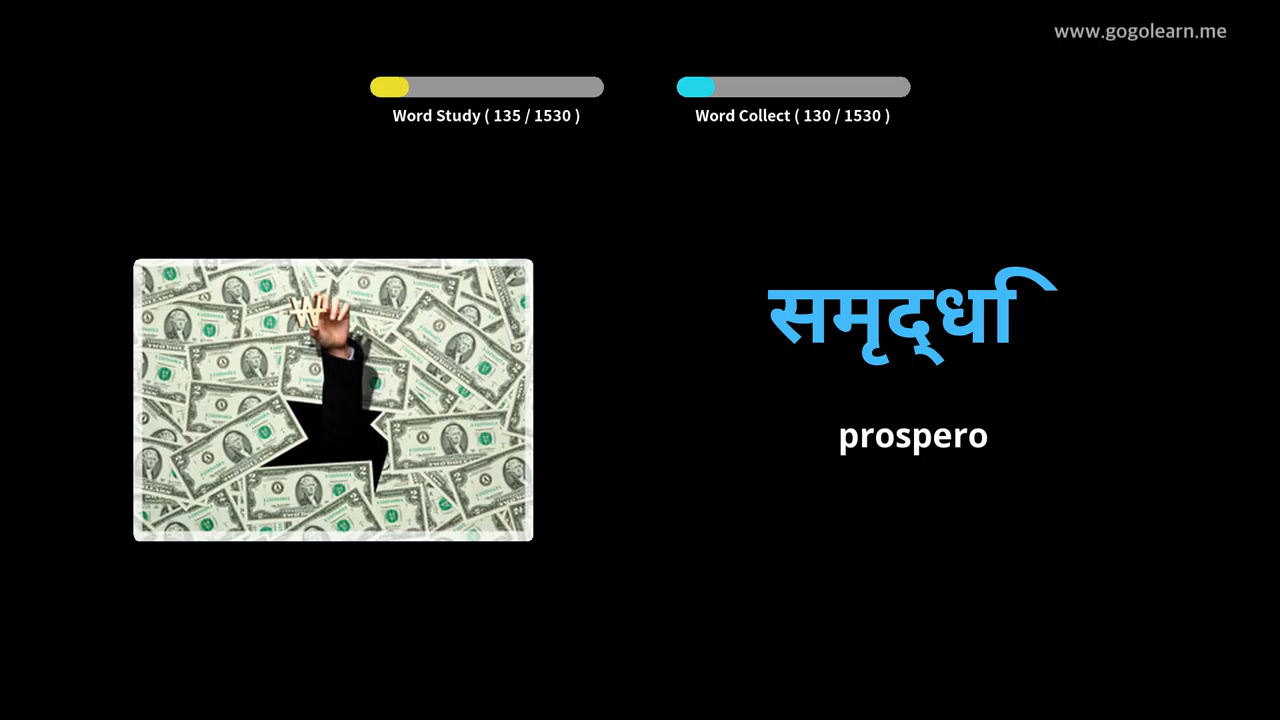 www.gogolearn.me
Word Study ( 135 / 1530 )
Word Collect ( 130 / 1530 )
समृद्धि
prospero